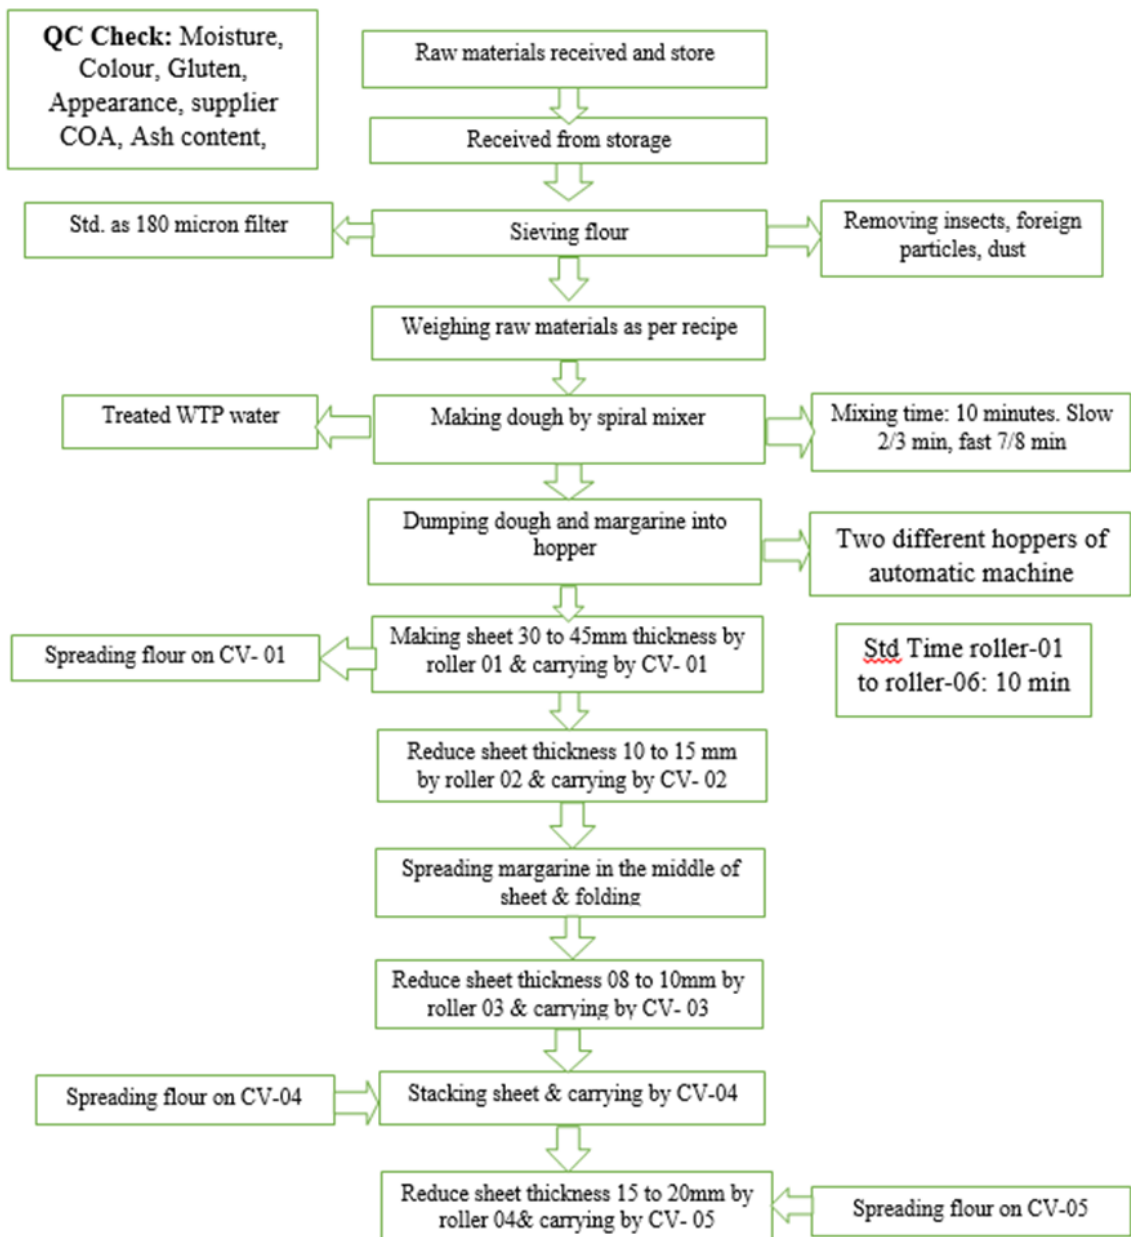 QC Check: Moisture,
Colour, Gluten,
Appearance, supplier
COA, Ash content,
Raw materials received and store
Received from storage
Std. as 180 micron filter
Sieving flour
Removing insects, foreign
particles, dust
Weighing raw materials as per recipe
Treated WTP water
Making dough by spiral mixer
Mixing time: 10 minutes. Slow
2/3 min, fast 7/8 min
Dumping dough and margarine into
hopper
Two different hoppers of
automatic machine
Spreading flour on CV- 01
Making sheet 30 to 45mm thickness by
roller 01 & carrying by CV- 01
Std Time roller-01
to roller-06: 10 min
Reduce sheet thickness 10 to 15 mm
by roller 02 & carrying by CV- 02
Spreading margarine in the middle of
sheet & folding
Reduce sheet thickness 08 to 10mm by
roller 03 & carrying by CV- 03
Spreading flour on CV-04
Stacking sheet & carrying by CV-04
Reduce sheet thickness 15 to 20mm by
roller 04& carrying by CV- 05
Spreading flour on CV-05